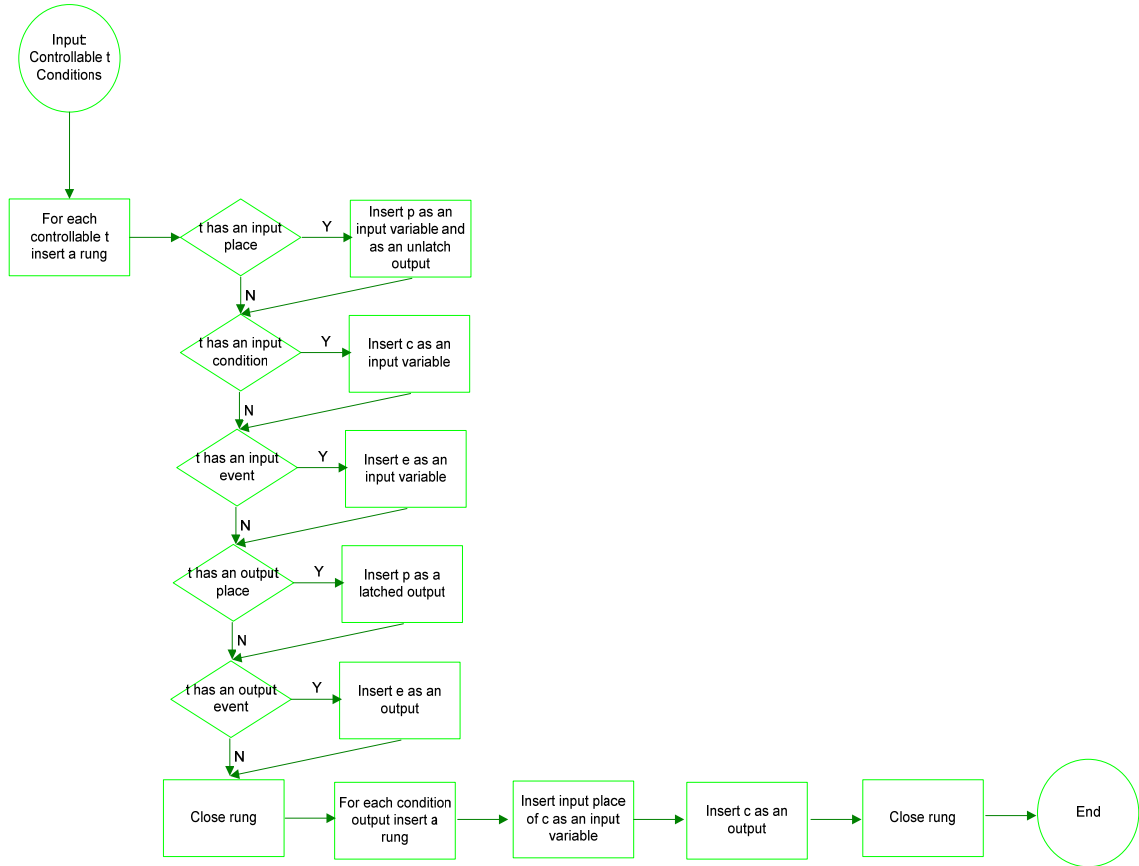 Input:
Controllable t
Conditions
For each
controllable t
insert a rung
t has an input
place
Y
Insert p as an
input variable and
as an unlatch
output
N
t has an input
condition
Y
Insert c as an
input variable
N
t has an input
event
Y
Insert e as an
input variable
N
t has an output
place
Y
Insert p as a
latched output
N
t has an output
event
Y
Insert e as an
output
N
Close rung
For each condition
output insert a
rung
Insert input place
of c as an input
variable
Insert c as an
output
Close rung
End